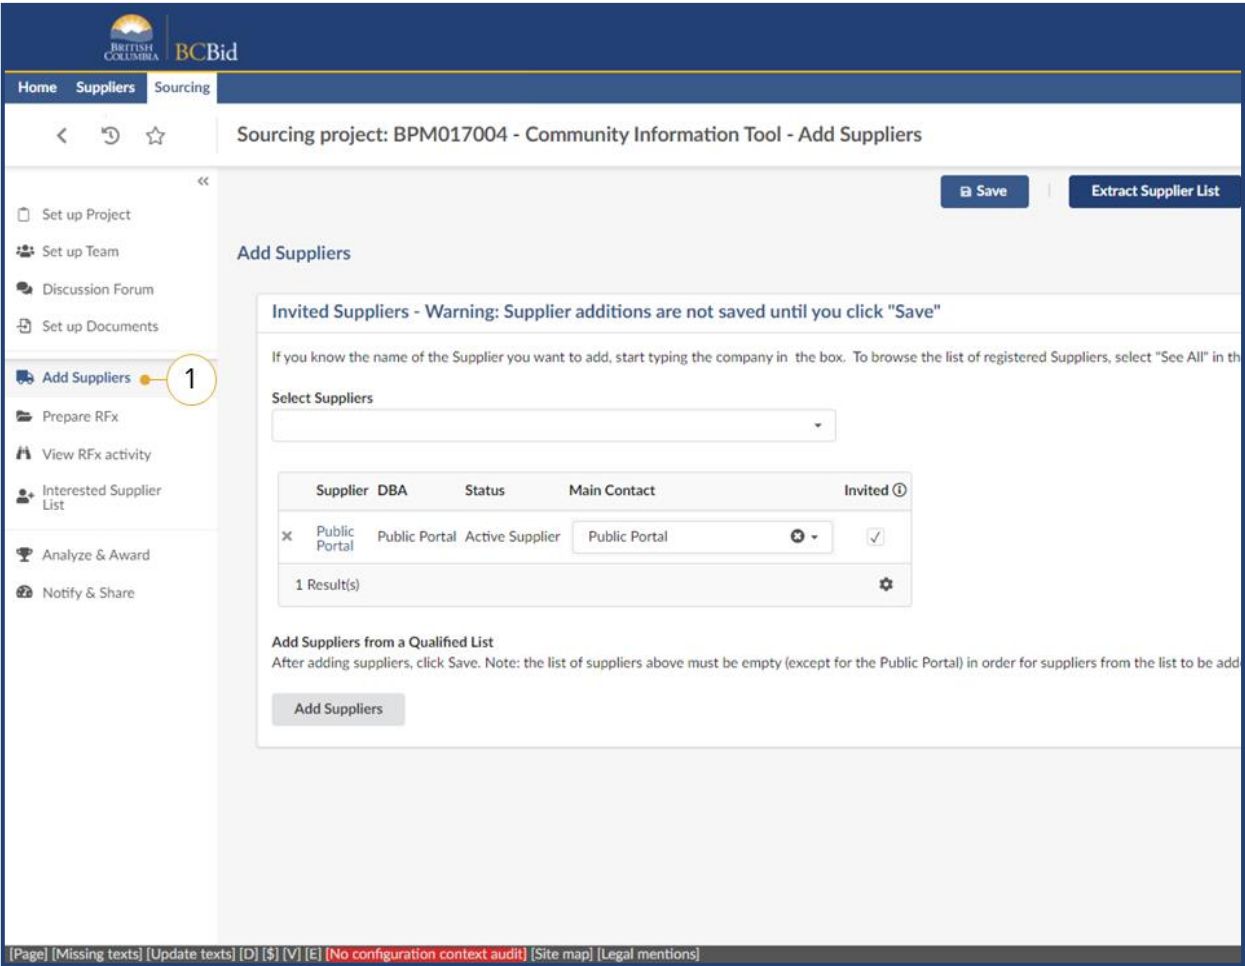 BRITISH
COLUMBIA
BCBid
Home Suppliers Sourcing
Sourcing project: BPM017004 - Community Information Tool - Add Suppliers
Save
Extract Supplier List
Set up Project
Set up Team
Discussion Forum
Set up Documents
Add Suppliers
1
Prepare RFx
View RFx activity
Interested Supplier
List
Analyze & Award
Notify & Share
Add Suppliers
Invited Suppliers - Warning: Supplier additions are not saved until you click "Save"
If you know the name of the Supplier you want to add, start typing the company in the box. To browse the list of registered Suppliers, select "See All" in th
Select Suppliers
Supplier DBA Status Main Contact Invited
Public
Portal
Public Portal Active Supplier Public Portal
1 Result(s)
Add Suppliers from a Qualified List
After adding suppliers, click Save. Note: the list of suppliers above must be empty (except for the Public Portal) in order for suppliers from the list to be adde
Add Suppliers
[Page] [Missing texts] [Update texts] [D] [$] [V] [E] [No configuration context audit] [Site map] [Legal mentions]